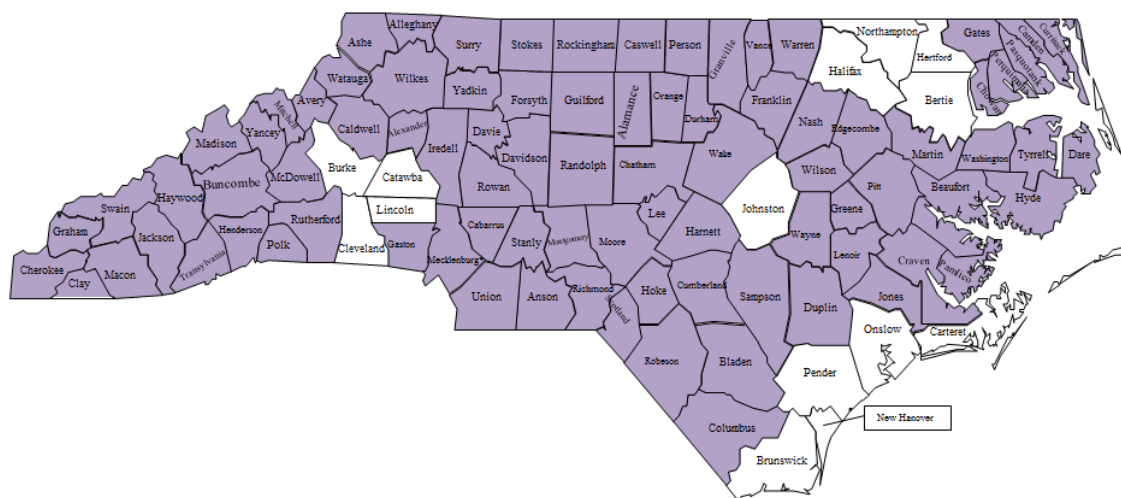 Alleghany
Northampton
Ashe
Surry
Stokes
Rockingham
Caswell
Person
Granville
Vance
Warren
Gates
Camden
Currituck
Pasquotank
Perquimans
Chowan
Hertford
Halifax
Watauga
Wilkes
Yadkin
Forsyth
Guilford
Alamance
Orange
Durham
Franklin
Bertie
Avery
Mitchell
Caldwell
Alexander
Iredell
Davie
Nash
Edgecombe
Madison
Yancey
Davidson
Randolph
Chatham
Wake
Martin
Washington
Tyrrell
Dare
McDowell
Burke
Catawba
Rowan
Wilson
Buncombe
Haywood
Pitt
Beaufort
Hyde
Swain
Rutherford
Lincoln
Johnston
Greene
Graham
Jackson
Henderson
Polk
Cleveland
Gaston
Cabarrus
Stanly
Montgomery
Moore
Lee
Harnett
Wayne
Lenoir
Craven
Pamlico
Cherokee
Macon
Clay
Transylvania
Mecklenburg*
Union
Anson
Richmond
Scotland
Hoke
Cumberland
Sampson
Duplin
Jones
Onslow
Carteret
Robeson
Bladen
Pender
New Hanover
Columbus
Brunswick